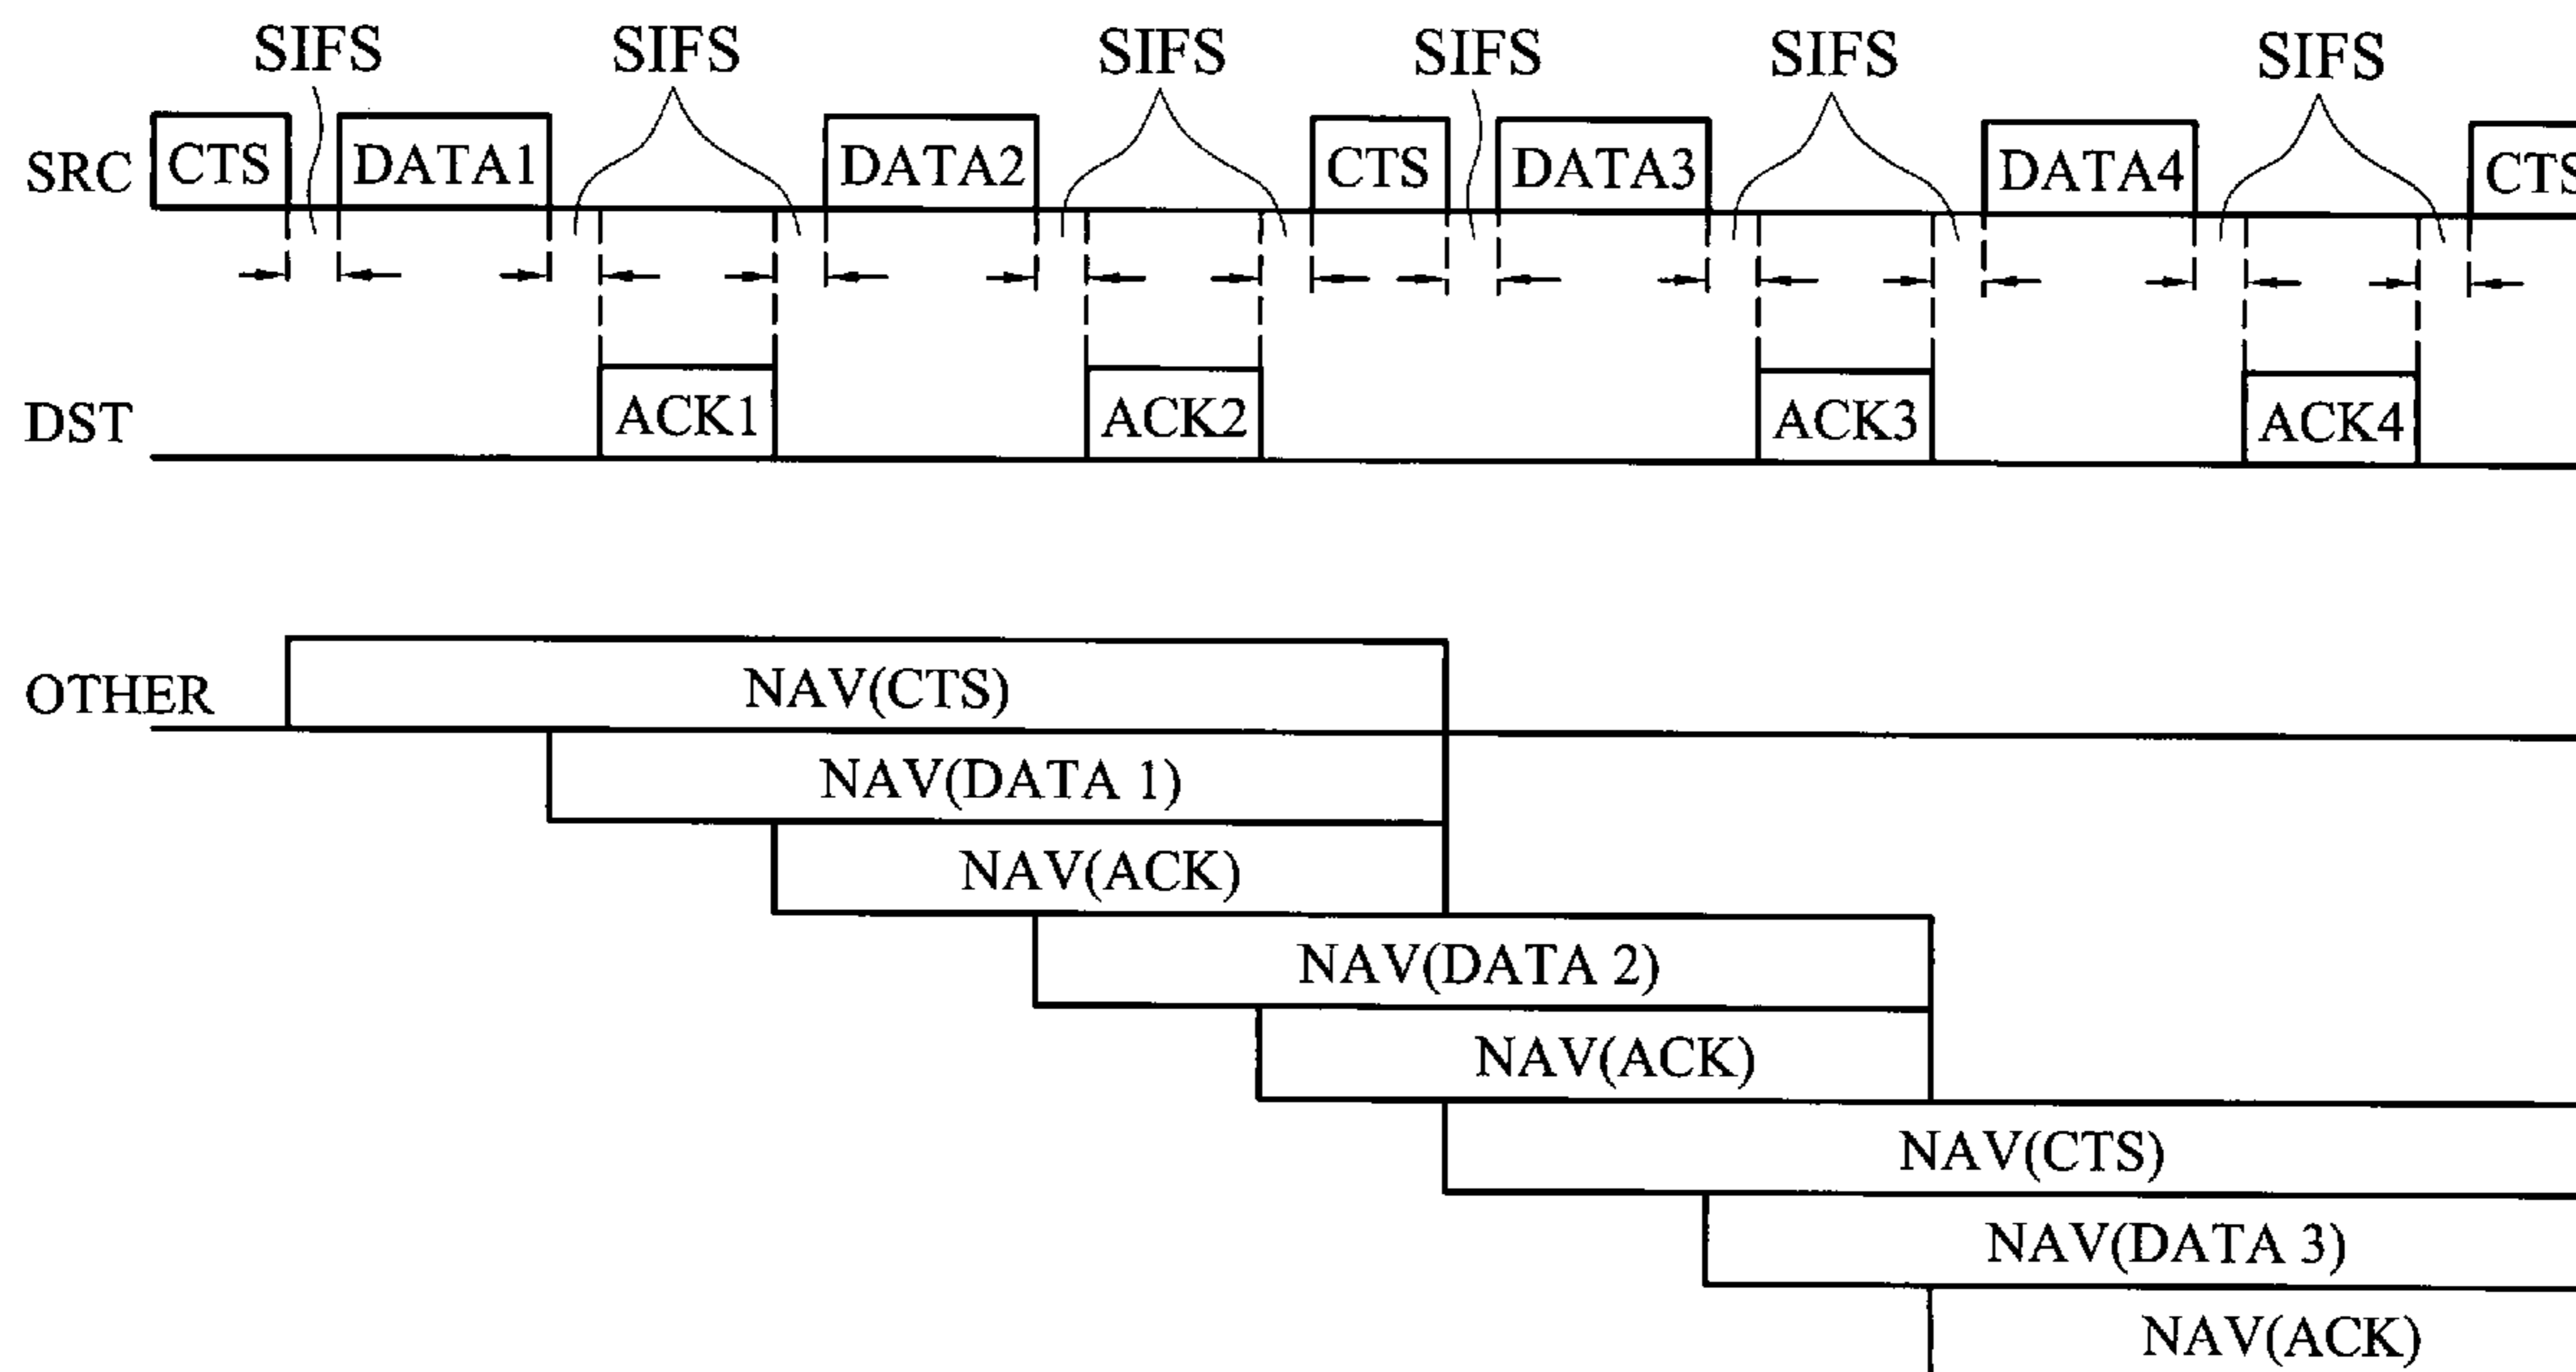 SIFS SIFS SIFS SIFS SIFS SIFS
SRC CTS DATA1 DATA2 CTS DATA3 DATA4 CTS
DST ACK1 ACK2 ACK3 ACK4
OTHER NAV(CTS)
NAV(DATA 1)
NAV(ACK)
NAV(DATA 2)
NAV(ACK)
NAV(CTS)
NAV(DATA 3)
NAV(ACK)